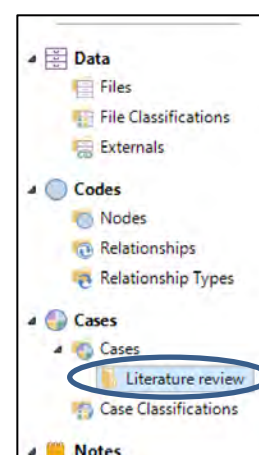 Data
Files
File Classifications
Externals
Codes
Nodes
Relationships
Relationship Types
Cases
Cases
Literature review
Case Classifications
Notes